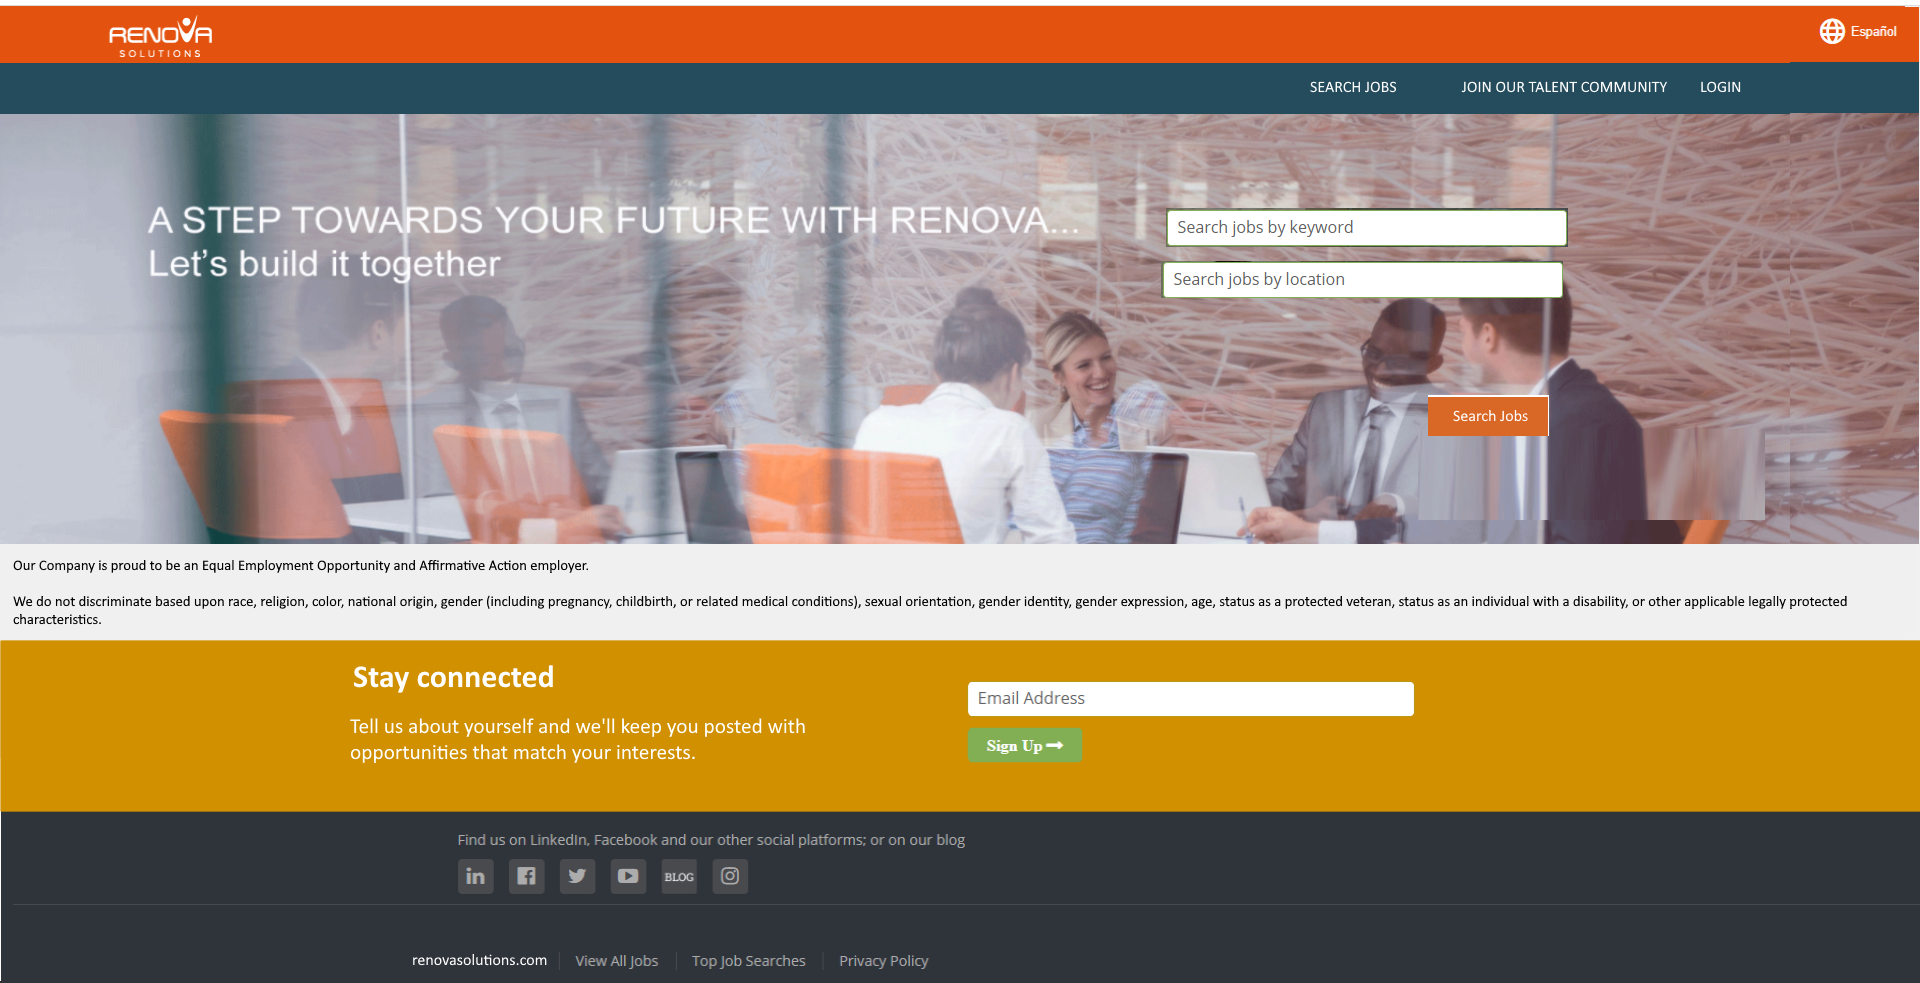 RENOVA
SOLUTIONS
Español
SEARCH JOBS
JOIN OUR TALENT COMMUNITY
LOGIN
A STEP TOWARDS YOUR FUTURE WITH RENOVA...
Let's build it together
Search jobs by keyword
Search jobs by location
Search Jobs
Our Company is proud to be an Equal Employment Opportunity and Affirmative Action employer.
We do not discriminate based upon race, religion, color, national origin, gender (including pregnancy, childbirth, or related medical conditions), sexual orientation, gender identity, gender expression, age, status as a protected veteran, status as an individual with a disability, or other applicable legally protected
characteristics.
Stay connected
Tell us about yourself and we'll keep you posted with
opportunities that match your interests.
Email Address
Sign Up
Find us on LinkedIn, Facebook and our other social platforms; or on our blog
in
BLOG
renovasolutions.com
View All Jobs
Top Job Searches
Privacy Policy